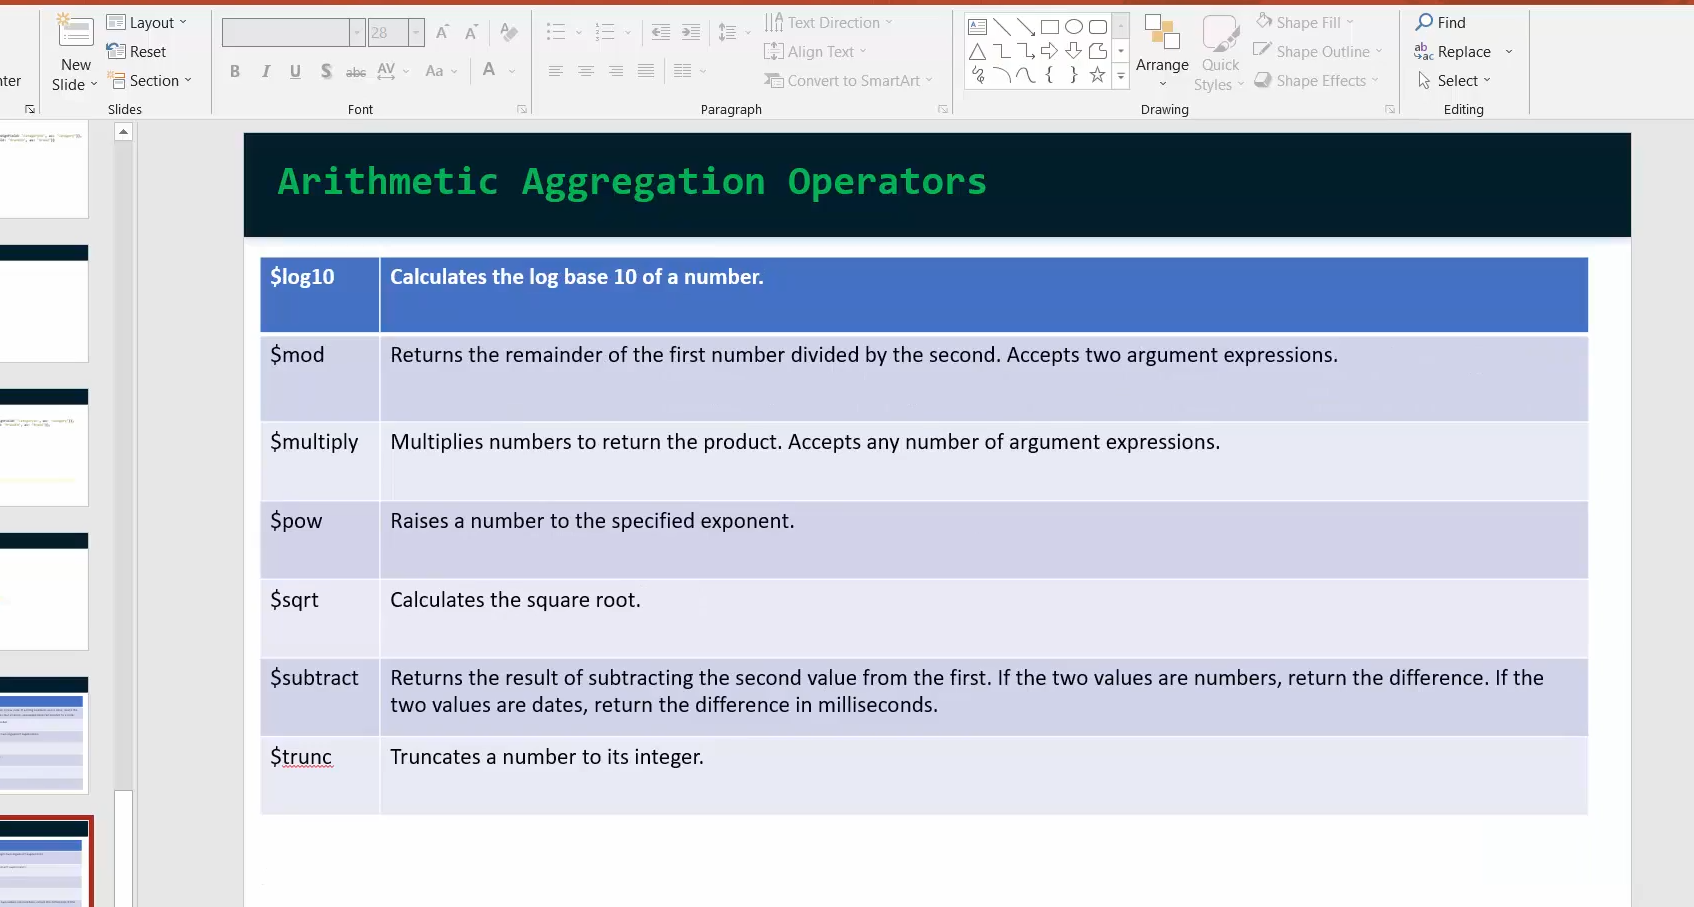 Layout
Reset
Section
New
Slide
Slides
28
B I U S abc AV Aa A
Font
Text Direction
Align Text
Convert to SmartArt
Paragraph
Arrange
Quick
Styles
Shape Fill
Shape Outline
Shape Effects
Drawing
Find
Replace
Select
Editing
Arithmetic Aggregation Operators
$log10 Calculates the log base 10 of a number.
$mod Returns the remainder of the first number divided by the second. Accepts two argument expressions.
$multiply Multiplies numbers to return the product. Accepts any number of argument expressions.
$pow Raises a number to the specified exponent.
$sqrt Calculates the square root.
$subtract Returns the result of subtracting the second value from the first. If the two values are numbers, return the difference. If the
two values are dates, return the difference in milliseconds.
$trunc Truncates a number to its integer.